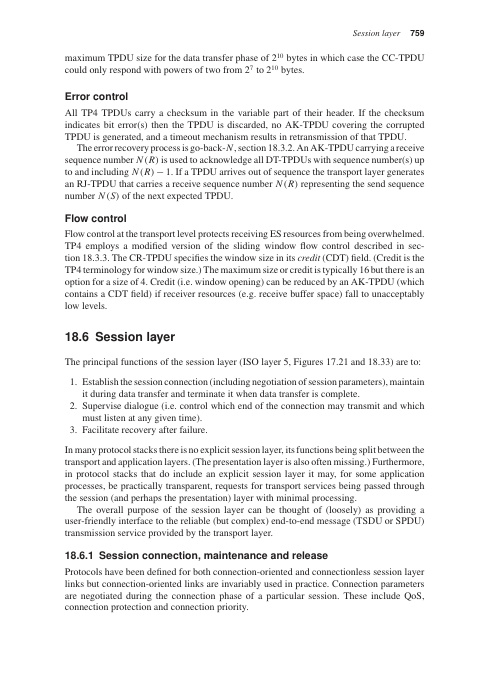 Session layer 759
maximum TPDU size for the data transfer phase of 2¹⁰ bytes in which case the CC-TPDU
could only respond with powers of two from 2⁷ to 2¹⁰ bytes.
Error control
All TP4 TPDUs carry a checksum in the variable part of their header. If the checksum
indicates bit error(s) then the TPDU is discarded, no AK-TPDU covering the corrupted
TPDU is generated, and a timeout mechanism results in retransmission of that TPDU.
The error recovery process is go-back-N, section 18.3.2. An AK-TPDU carrying a receive
sequence number N(R) is used to acknowledge all DT-TPDUs with sequence number(s) up
to and including N(R) − 1. If a TPDU arrives out of sequence the transport layer generates
an RJ-TPDU that carries a receive sequence number N(R) representing the send sequence
number N(S) of the next expected TPDU.
Flow control
Flow control at the transport level protects receiving ES resources from being overwhelmed.
TP4 employs a modified version of the sliding window flow control described in sec-
tion 18.3.3. The CR-TPDU specifies the window size in its credit (CDT) field. (Credit is the
TP4 terminology for window size.) The maximum size or credit is typically 16 but there is an
option for a size of 4. Credit (i.e. window opening) can be reduced by an AK-TPDU (which
contains a CDT field) if receiver resources (e.g. receive buffer space) fall to unacceptably
low levels.
18.6 Session layer
The principal functions of the session layer (ISO layer 5, Figures 17.21 and 18.33) are to:
1. Establish the session connection (including negotiation of session parameters), maintain
it during data transfer and terminate it when data transfer is complete.
2. Supervise dialogue (i.e. control which end of the connection may transmit and which
must listen at any given time).
3. Facilitate recovery after failure.
In many protocol stacks there is no explicit session layer, its functions being split between the
transport and application layers. (The presentation layer is also often missing.) Furthermore,
in protocol stacks that do include an explicit session layer it may, for some application
processes, be practically transparent, requests for transport services being passed through
the session (and perhaps the presentation) layer with minimal processing.
The overall purpose of the session layer can be thought of (loosely) as providing a
user-friendly interface to the reliable (but complex) end-to-end message (TSDU or SPDU)
transmission service provided by the transport layer.
18.6.1 Session connection, maintenance and release
Protocols have been defined for both connection-oriented and connectionless session layer
links but connection-oriented links are invariably used in practice. Connection parameters
are negotiated during the connection phase of a particular session. These include QoS,
connection protection and connection priority.